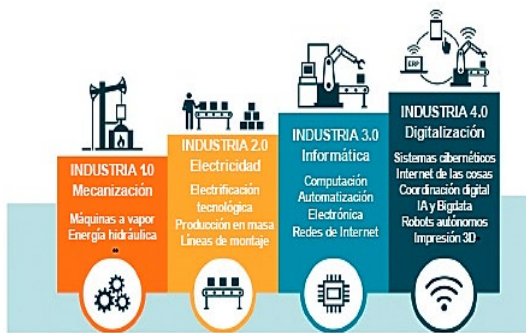 INDUSTRIA 1.0
Mecanización
Máquinas a vapor
Energía hidráulica
INDUSTRIA 2.0
Electricidad
Electrificación
tecnológica
Producción en masa
Líneas de montaje
INDUSTRIA 3.0
Informática
Computación
Automatización
Electrónica
Redes de Internet
ERP
INDUSTRIA 4.0
Digitalización
Sistemas cibernéticos
Internet de las cosas
Coordinación digital
IA y Bigdata
Robots autónomos
Impresión 3D